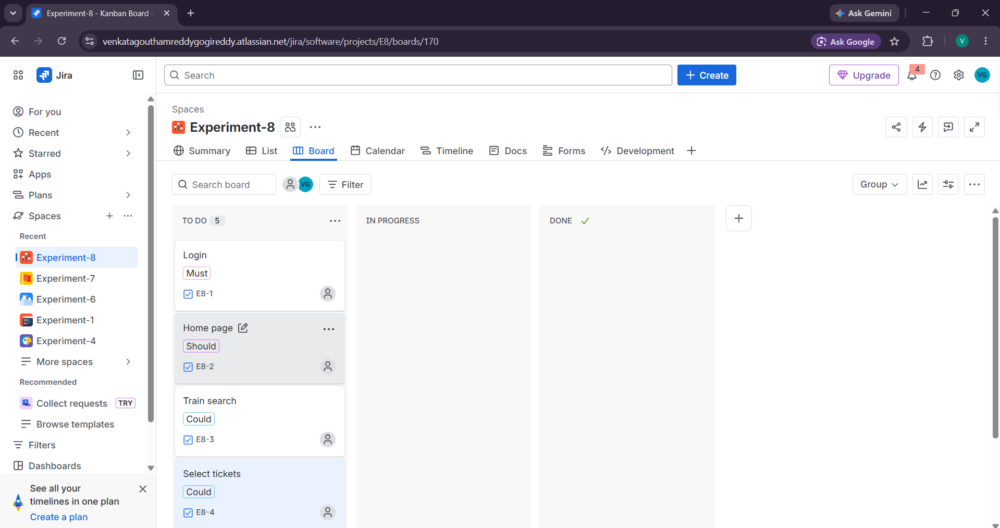 Experiment-8 - Kanban Board -
Ask Gemini
venkatagouthamreddygogireddy.atlassian.net/jira/software/projects/E8/boards/170
Ask Google
V
Jira
Search
Create
Upgrade
4
VG
For you
Recent
Starred
Apps
Plans
Spaces
Recent
Experiment-8
Experiment-7
Experiment-6
Experiment-1
Experiment-4
More spaces
Recommended
Collect requests TRY
Browse templates
Filters
Dashboards
See all your
timelines in one plan
Create a plan
Spaces
Experiment-8
Summary
List
Board
Calendar
Timeline
Docs
Forms
Development
Search board
VG
Filter
Group
TO DO 5
Login
Must
E8-1
Home page
Should
E8-2
Train search
Could
E8-3
Select tickets
Could
E8-4
IN PROGRESS
DONE